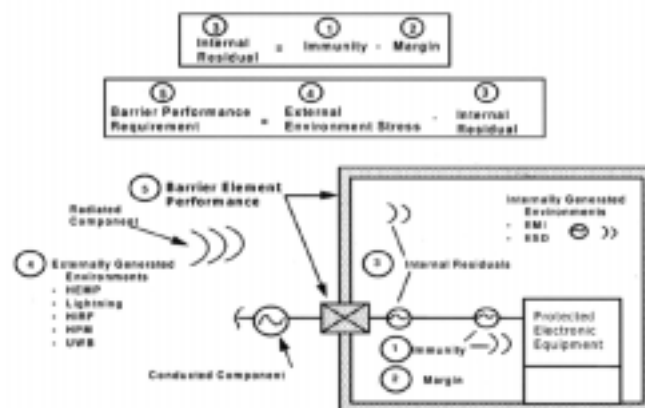 3 1 2
Internal Residual = Immunity - Margin
5 4 3
Barrier Performance Requirement = External Environment Stress - Internal Residual
5 Barrier Element Performance
Radiated Component
Internally Generated Environments
- EMI
- ESD
4 Externally Generated Environments
- HEMP
- Lightning
- HIRF
- HPM
- UWB
3 Internal Residuals
Protected
Electronic
Equipment
1 Immunity
2 Margin
Conducted Component